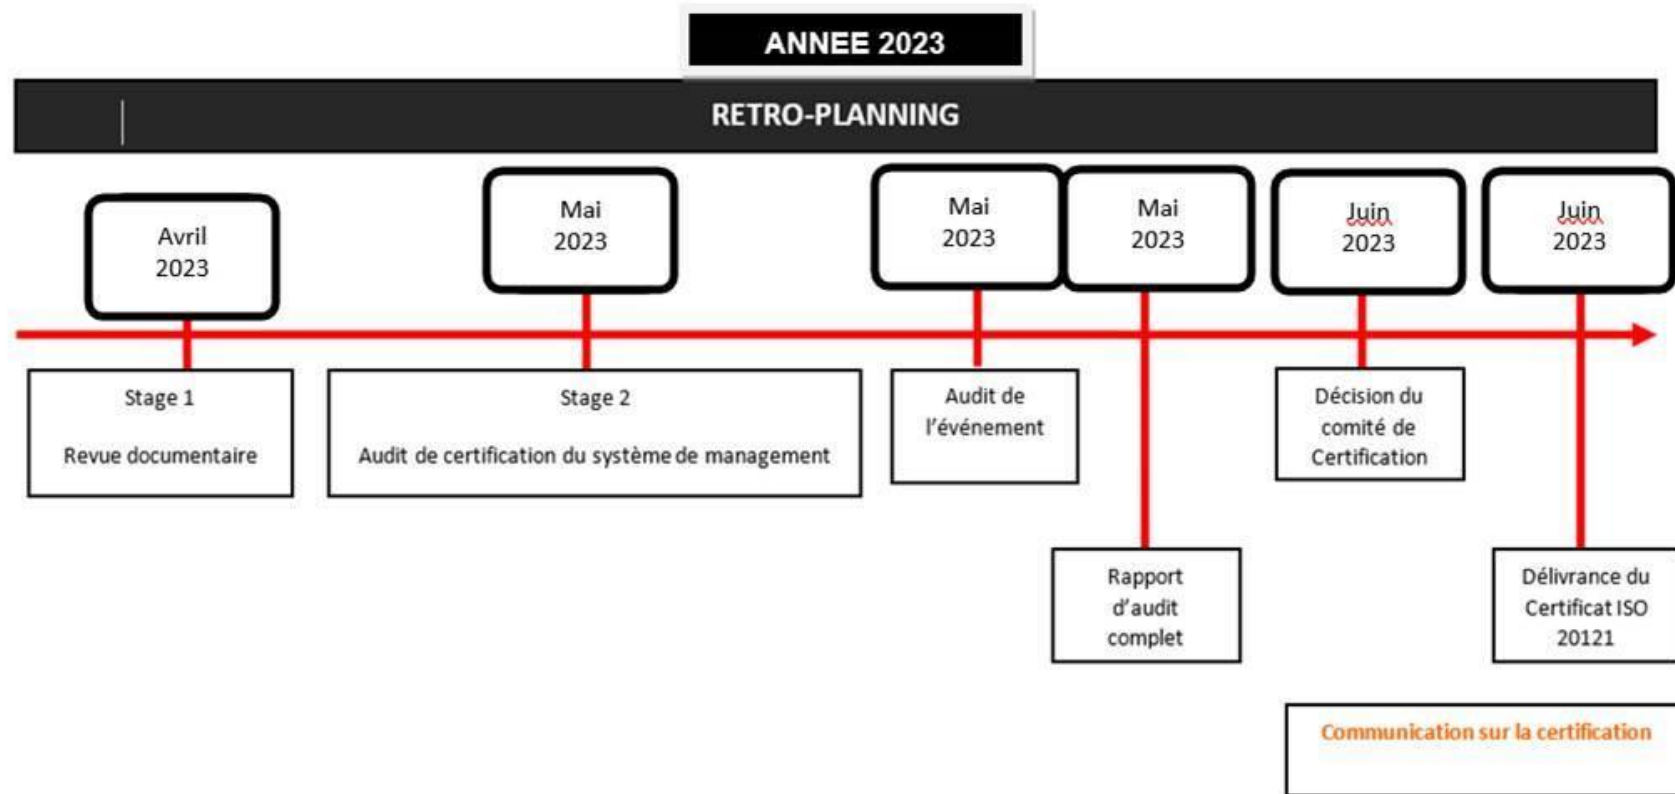 ANNEE 2023
RETRO-PLANNING
Avril
2023
Mai
2023
Mai
2023
Mai
2023
Juin
2023
Juin
2023
Stage 1
Revue documentaire
Stage 2
Audit de certification du système de management
Audit de
l’événement
Rapport
d’audit
complet
Décision du
comité de
Certification
Délivrance du
Certificat ISO
20121
Communication sur la certification